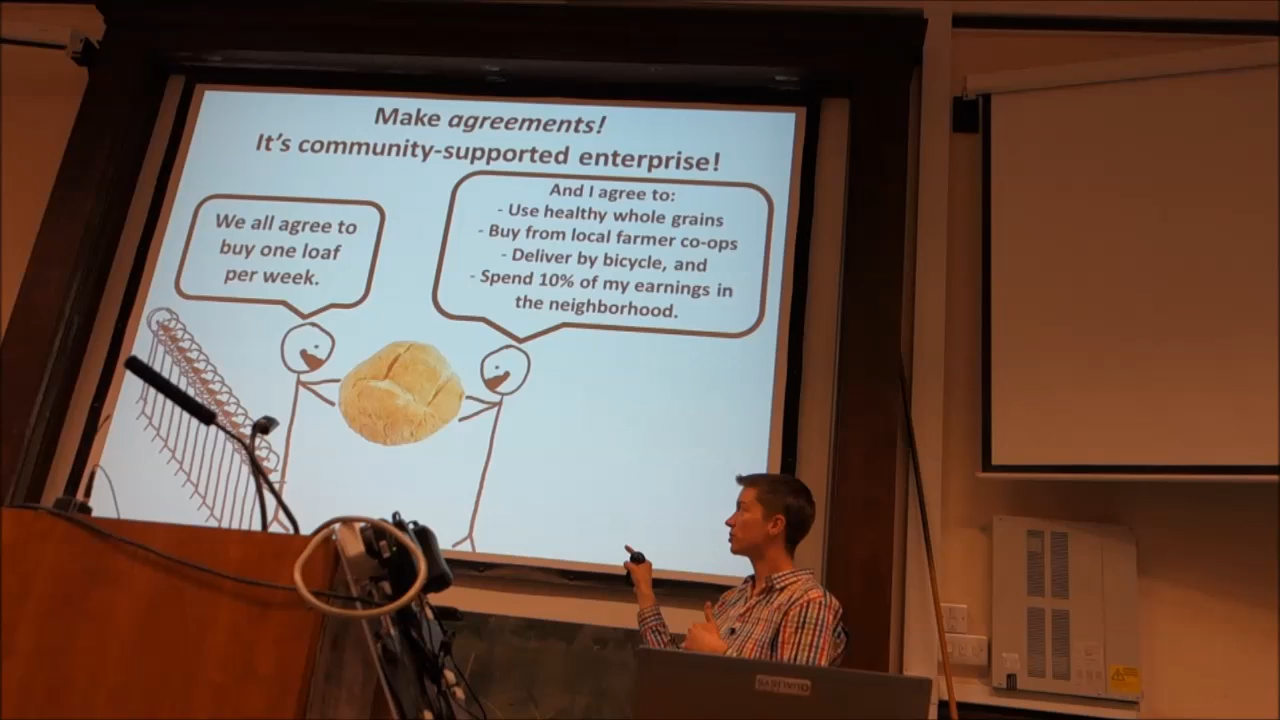 Make agreements!
It's community-supported enterprise!
We all agree to
buy one loaf
per week.
And I agree to:
- Use healthy whole grains
- Buy from local farmer co-ops
- Deliver by bicycle, and
- Spend 10% of my earnings in
the neighborhood.